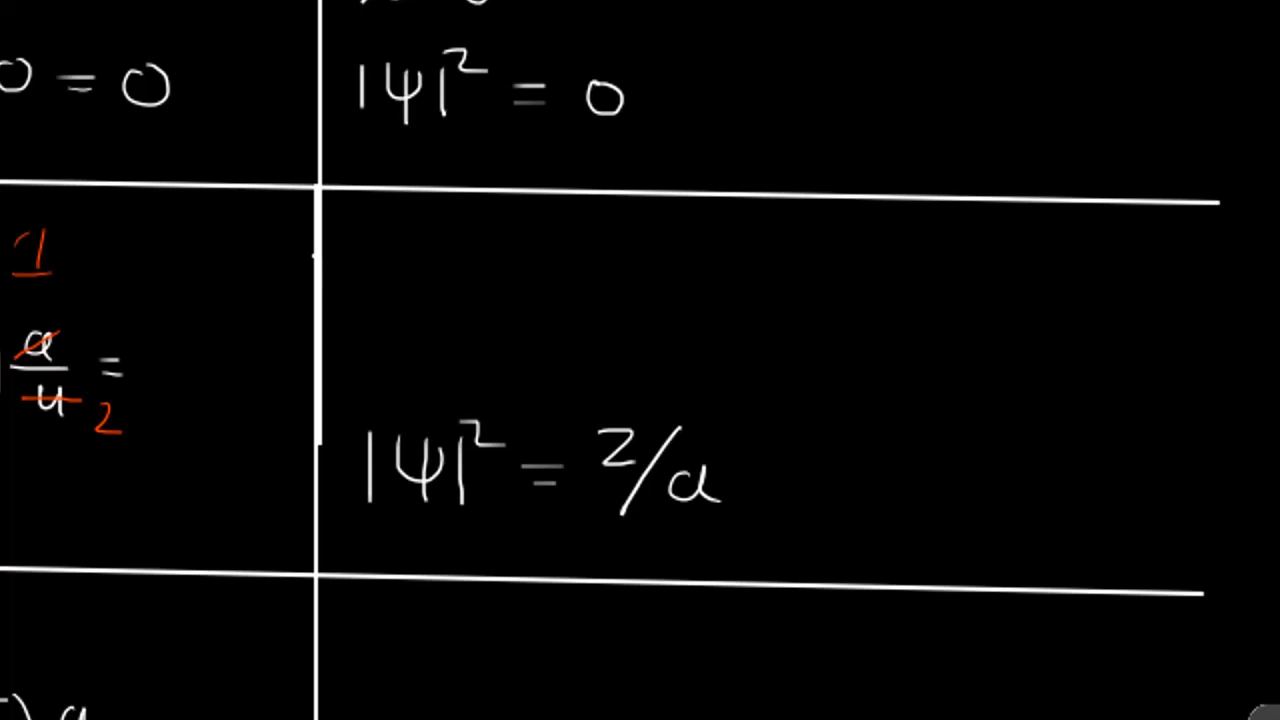 0 = 0
|ψ|² = 0
1
a/4 =
2
|ψ|² = 2/a
) a